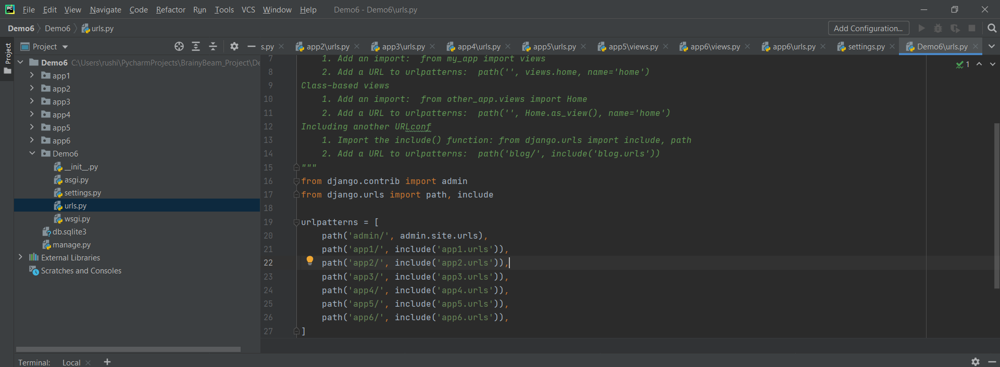 PC File Edit View Navigate Code Refactor Run Tools VCS Window Help Demo6 - Demo6\urls.py
Demo6 Demo6 urls.py Add Configuration...
Project
Project s.py app2\urls.py app3\urls.py app4\urls.py app5\urls.py app5\views.py app6\views.py app6\urls.py settings.py Demo6\urls.py
Demo6 C:\Users\rushi\PycharmProjects\BrainyBeam_Project\De
app1
app2
app3
app4
app5
app6
Demo6
__init__.py
asgi.py
settings.py
urls.py
wsgi.py
db.sqlite3
manage.py
External Libraries
Scratches and Consoles
1
7 1. Add an import:  from my_app import views
8 2. Add a URL to urlpatterns:  path('', views.home, name='home')
9 Class-based views
10 1. Add an import:  from other_app.views import Home
11 2. Add a URL to urlpatterns:  path('', Home.as_view(), name='home')
12 Including another URLconf
13 1. Import the include() function: from django.urls import include, path
14 2. Add a URL to urlpatterns:  path('blog/', include('blog.urls'))
15 """
16 from django.contrib import admin
17 from django.urls import path, include
18
19 urlpatterns = [
20 path('admin/', admin.site.urls),
21 path('app1/', include('app1.urls')),
22 path('app2/', include('app2.urls')),
23 path('app3/', include('app3.urls')),
24 path('app4/', include('app4.urls')),
25 path('app5/', include('app5.urls')),
26 path('app6/', include('app6.urls')),
27 ]
Terminal: Local